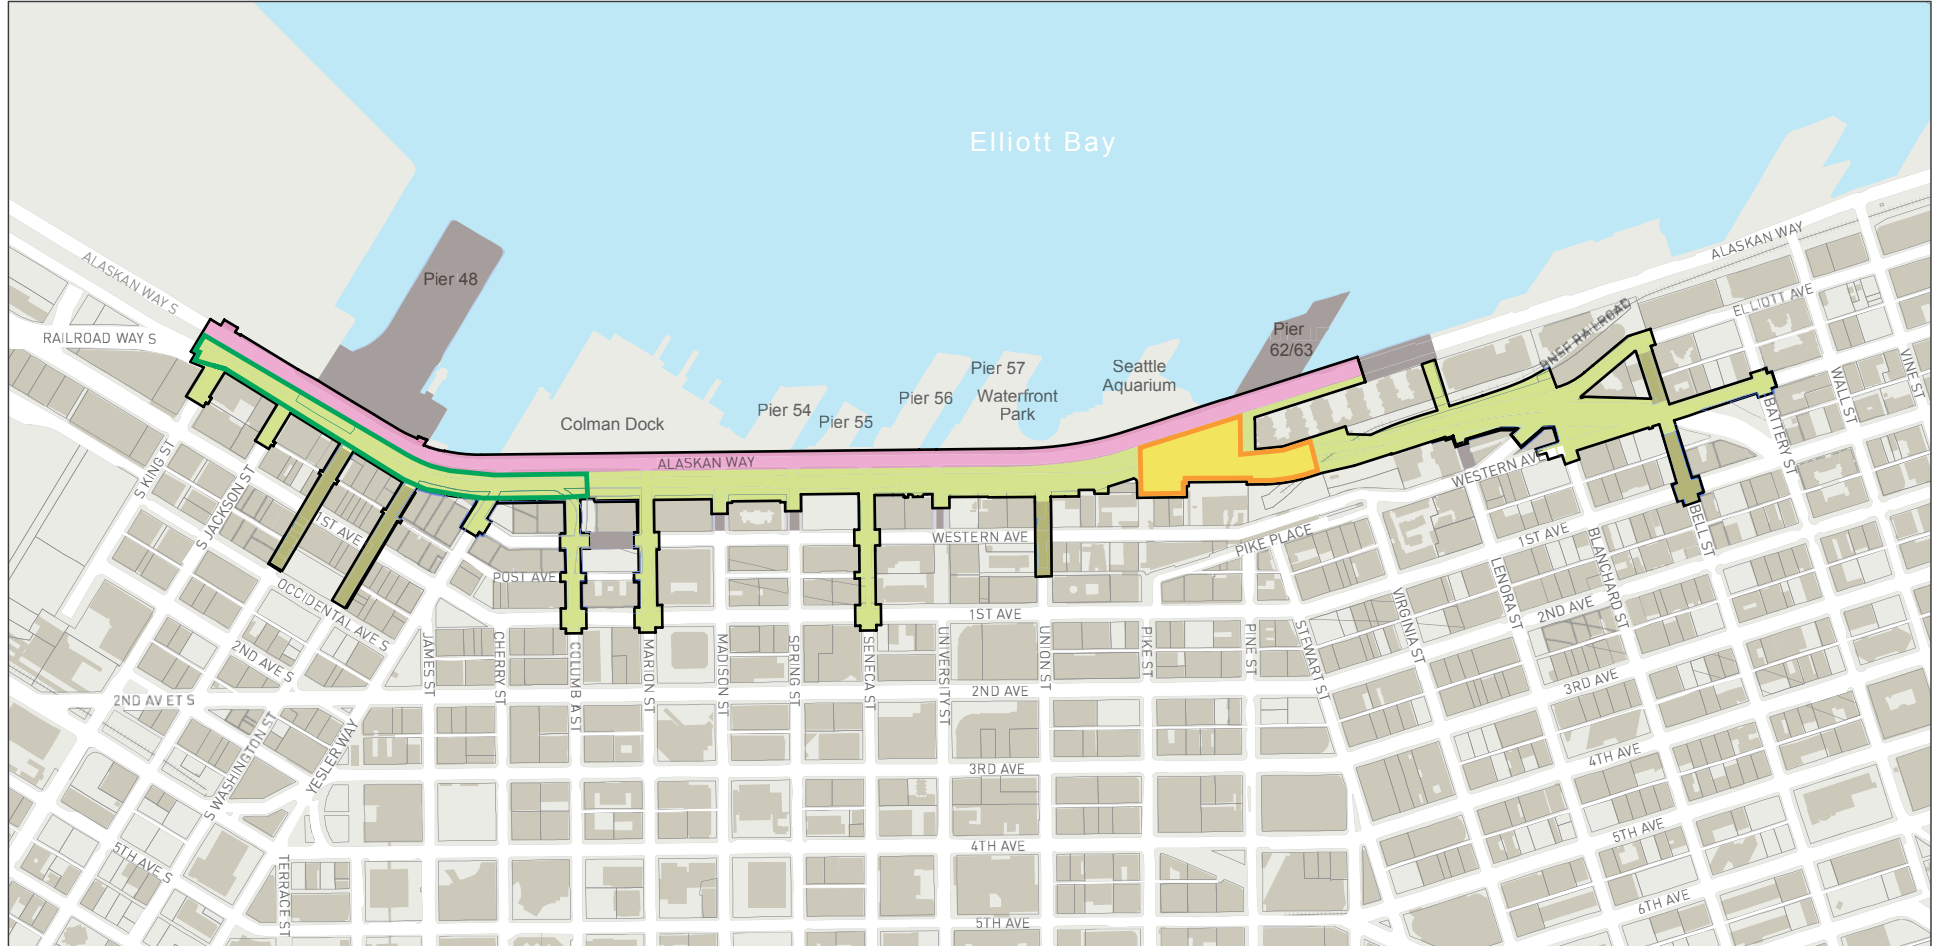 Elliott Bay
Pier 48
ALASKAN WAY S
RAILROAD WAY S
ALASKAN WAY
ELLIOTT AVE
BNSF RAILROAD
Pier
62/63
Seattle
Aquarium
Pier 57
Waterfront
Park
Pier 56
Pier 54
Pier 55
Colman Dock
ALASKAN WAY
VINE ST
WALL ST
BATTERY ST
S KING ST
S JACKSON ST
1ST AVE
OCCIDENTAL AVE S
2ND AVE S
2ND AV ET S
S WASHINGTON ST
YESLER WAY
5TH AVE S
TERRACE ST
POST AVE
WESTERN AVE
WESTERN AVE
PIKE PLACE
1ST AVE
1ST AVE
BELL ST
BLANCHARD ST
LENORA ST
VIRGINIA ST
STEWART ST
PINE ST
PIKE ST
UNION ST
UNIVERSITY ST
SENECA ST
SPRING ST
MADISON ST
MARION ST
COLUMBIA ST
CHERRY ST
JAMES ST
2ND AVE
2ND AVE
3RD AVE
3RD AVE
4TH AVE
4TH AVE
5TH AVE
5TH AVE
6TH AVE